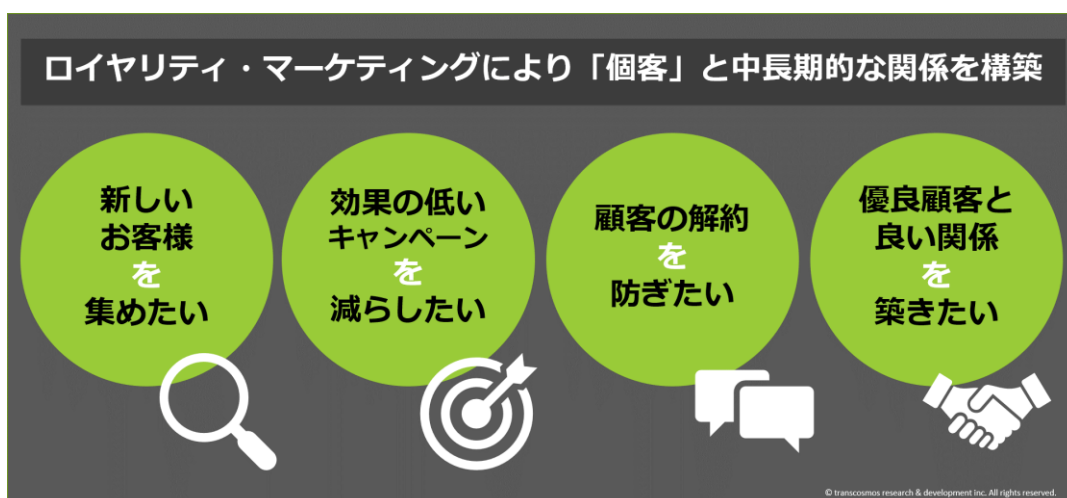 ロイヤリティ・マーケティングにより「個客」と中長期的な関係を構築
新しい
お客様
を
集めたい
効果の低い
キャンペーン
を
減らしたい
顧客の解約
を
防ぎたい
優良顧客と
良い関係
を
築きたい
© transcosmos research & development inc. All rights reserved.